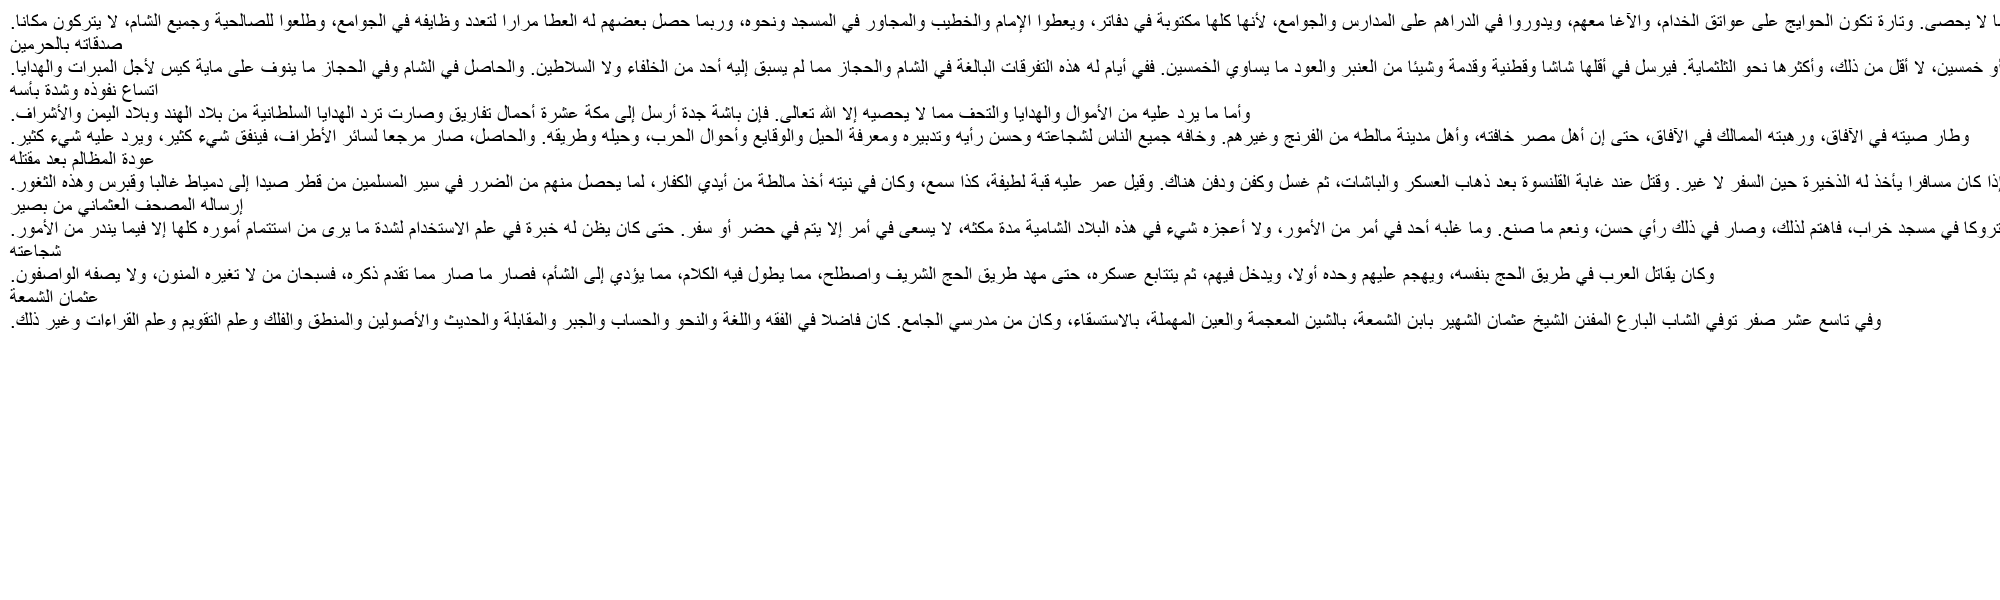 لا يحصى. وتارة تكون الحوايج على عواتق الخدام، والآغا معهم، ويدوروا في الدراهم على المدارس والجوامع، لأنها كلها مكتوبة في دفاتر، ويعطوا الإمام والخطيب والمجاور في المسجد ونحوه، وربما حصل بعضهم له العطا مرارا لتعدد وظايفه في الجوامع، وطلعوا للصالحية وجميع الشام، لا يتركون مكانا.
صدقاته بالحرمين
خمسين، لا أقل من ذلك، وأكثرها نحو الثلثماية. فيرسل في أقلها شاشا وقطنية وقدمة وشيئا من العنبر والعود ما يساوي الخمسين. ففي أيام له هذه التفرقات البالغة في الشام والحجاز مما لم يسبق إليه أحد من الخلفاء ولا السلاطين. والحاصل في الشام وفي الحجاز ما ينوف على ماية كيس لأجل المبرات والهدايا.
اتساع نفوذه وشدة بأسه
وأما ما يرد عليه من الأموال والهدايا والتحف مما لا يحصيه إلا الله تعالى. فإن باشة جدة أرسل إلى مكة عشرة أحمال تفاريق وصارت ترد الهدايا السلطانية من بلاد الهند وبلاد اليمن والأشراف.
وطار صيته في الآفاق، ورهبته الممالك في الآفاق، حتى إن أهل مصر خافته، وأهل مدينة مالطه من الفرنج وغيرهم. وخافه جميع الناس لشجاعته وحسن رأيه وتدبيره ومعرفة الحيل والوقايع وأحوال الحرب، وحيله وطريقه. والحاصل، صار مرجعا لسائر الأطراف، فينفق شيء كثير، ويرد عليه شيء كثير.
عودة المظالم بعد مقتله
إذا كان مسافرا يأخذ له الذخيرة حين السفر لا غير. وقتل عند غابة القلنسوة بعد ذهاب العسكر والباشات، ثم غسل وكفن ودفن هناك. وقيل عمر عليه قبة لطيفة، كذا سمع، وكان في نيته أخذ مالطة من أيدي الكفار، لما يحصل منهم من الضرر في سير المسلمين من قطر صيدا إلى دمياط غالبا وقبرس وهذه الثغور.
إرساله المصحف العثماني من بصير
في مسجد خراب، فاهتم لذلك، وصار في ذلك رأي حسن، ونعم ما صنع. وما غلبه أحد في أمر من الأمور، ولا أعجزه شيء في هذه البلاد الشامية مدة مكثه، لا يسعى في أمر إلا يتم في حضر أو سفر. حتى كان يظن له خبرة في علم الاستخدام لشدة ما يرى من استتمام أموره كلها إلا فيما يندر من الأمور.
شجاعته
وكان يقاتل العرب في طريق الحج بنفسه، ويهجم عليهم وحده أولا، ويدخل فيهم، ثم يتتابع عسكره، حتى مهد طريق الحج الشريف واصطلح، مما يطول فيه الكلام، مما يؤدي إلى الشأم، فصار ما صار مما تقدم ذكره، فسبحان من لا تغيره المنون، ولا يصفه الواصفون.
عثمان الشمعة
وفي تاسع عشر صفر توفي الشاب البارع المفنن الشيخ عثمان الشهير بابن الشمعة، بالشين المعجمة والعين المهملة، بالاستسقاء، وكان من مدرسي الجامع. كان فاضلا في الفقه واللغة والنحو والحساب والجبر والمقابلة والحديث والأصولين والمنطق والفلك وعلم التقويم وعلم القراءات وغير ذلك.